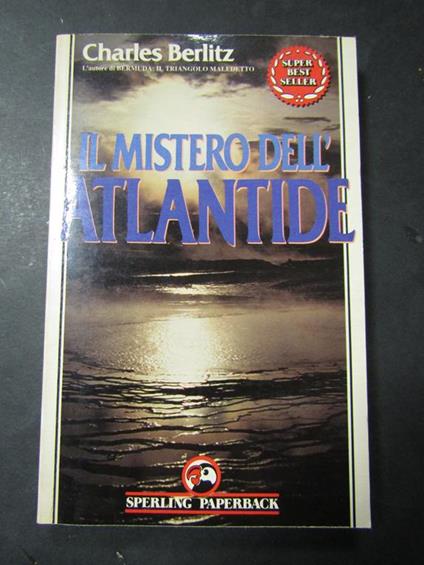 Charles Berlitz
L'autore di BERMUDA: IL TRIANGOLO MALEDETTO
SUPER
BEST
SELLER
IL MISTERO DELL'
ATLANTIDE
SPERLING PAPERBACK